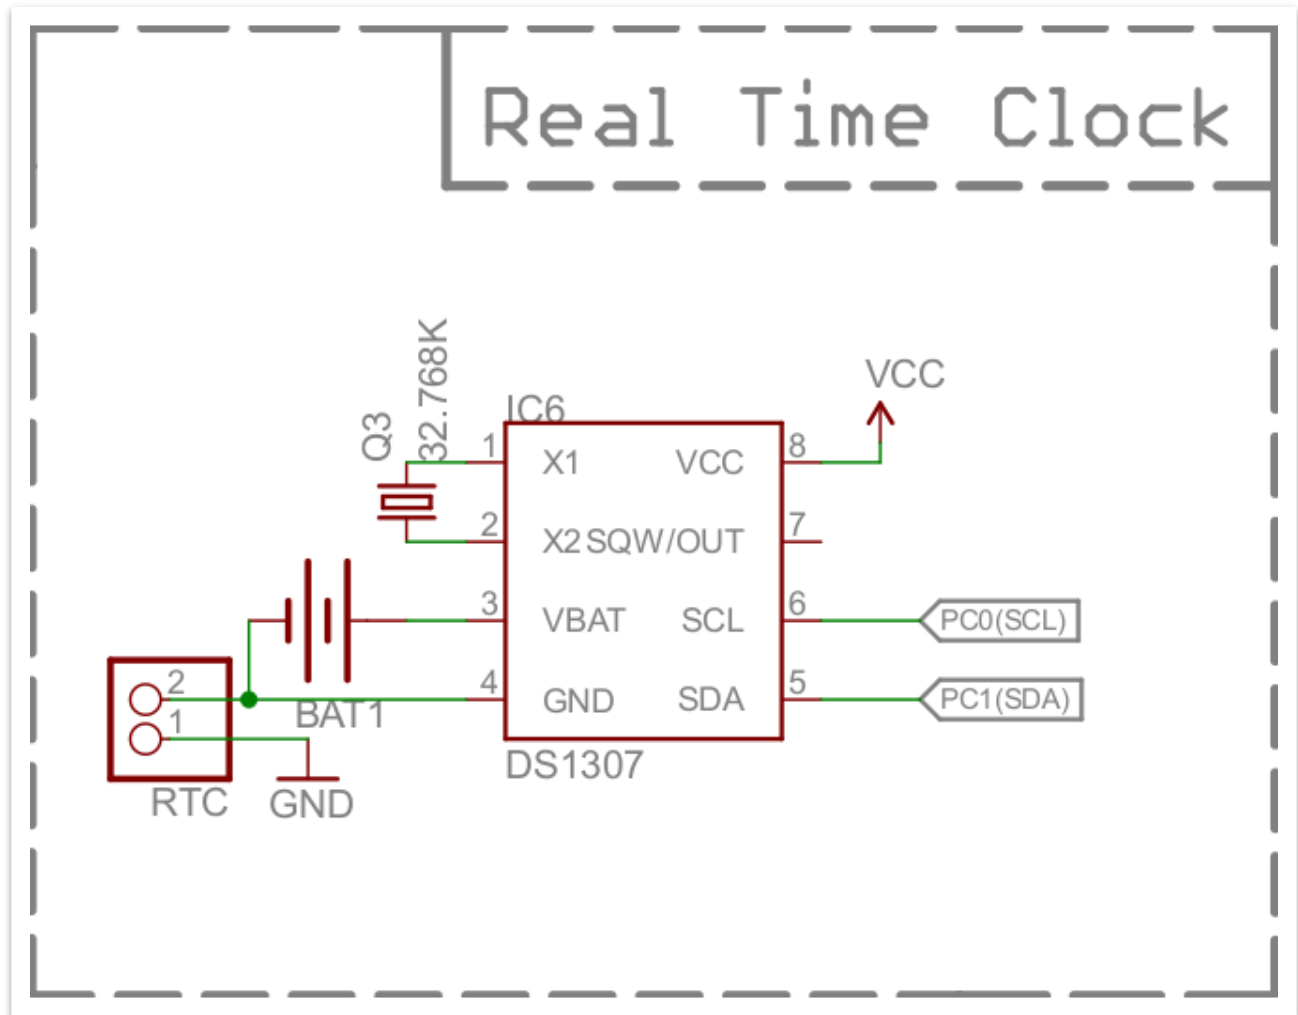 Real Time Clock
Q3
32.768K
VCC
IC6
1 X1 VCC 8
2 X2 SQW/OUT 7
3 VBAT SCL 6 PC0(SCL)
4 GND SDA 5 PC1(SDA)
2
1
BAT1
DS1307
RTC
GND